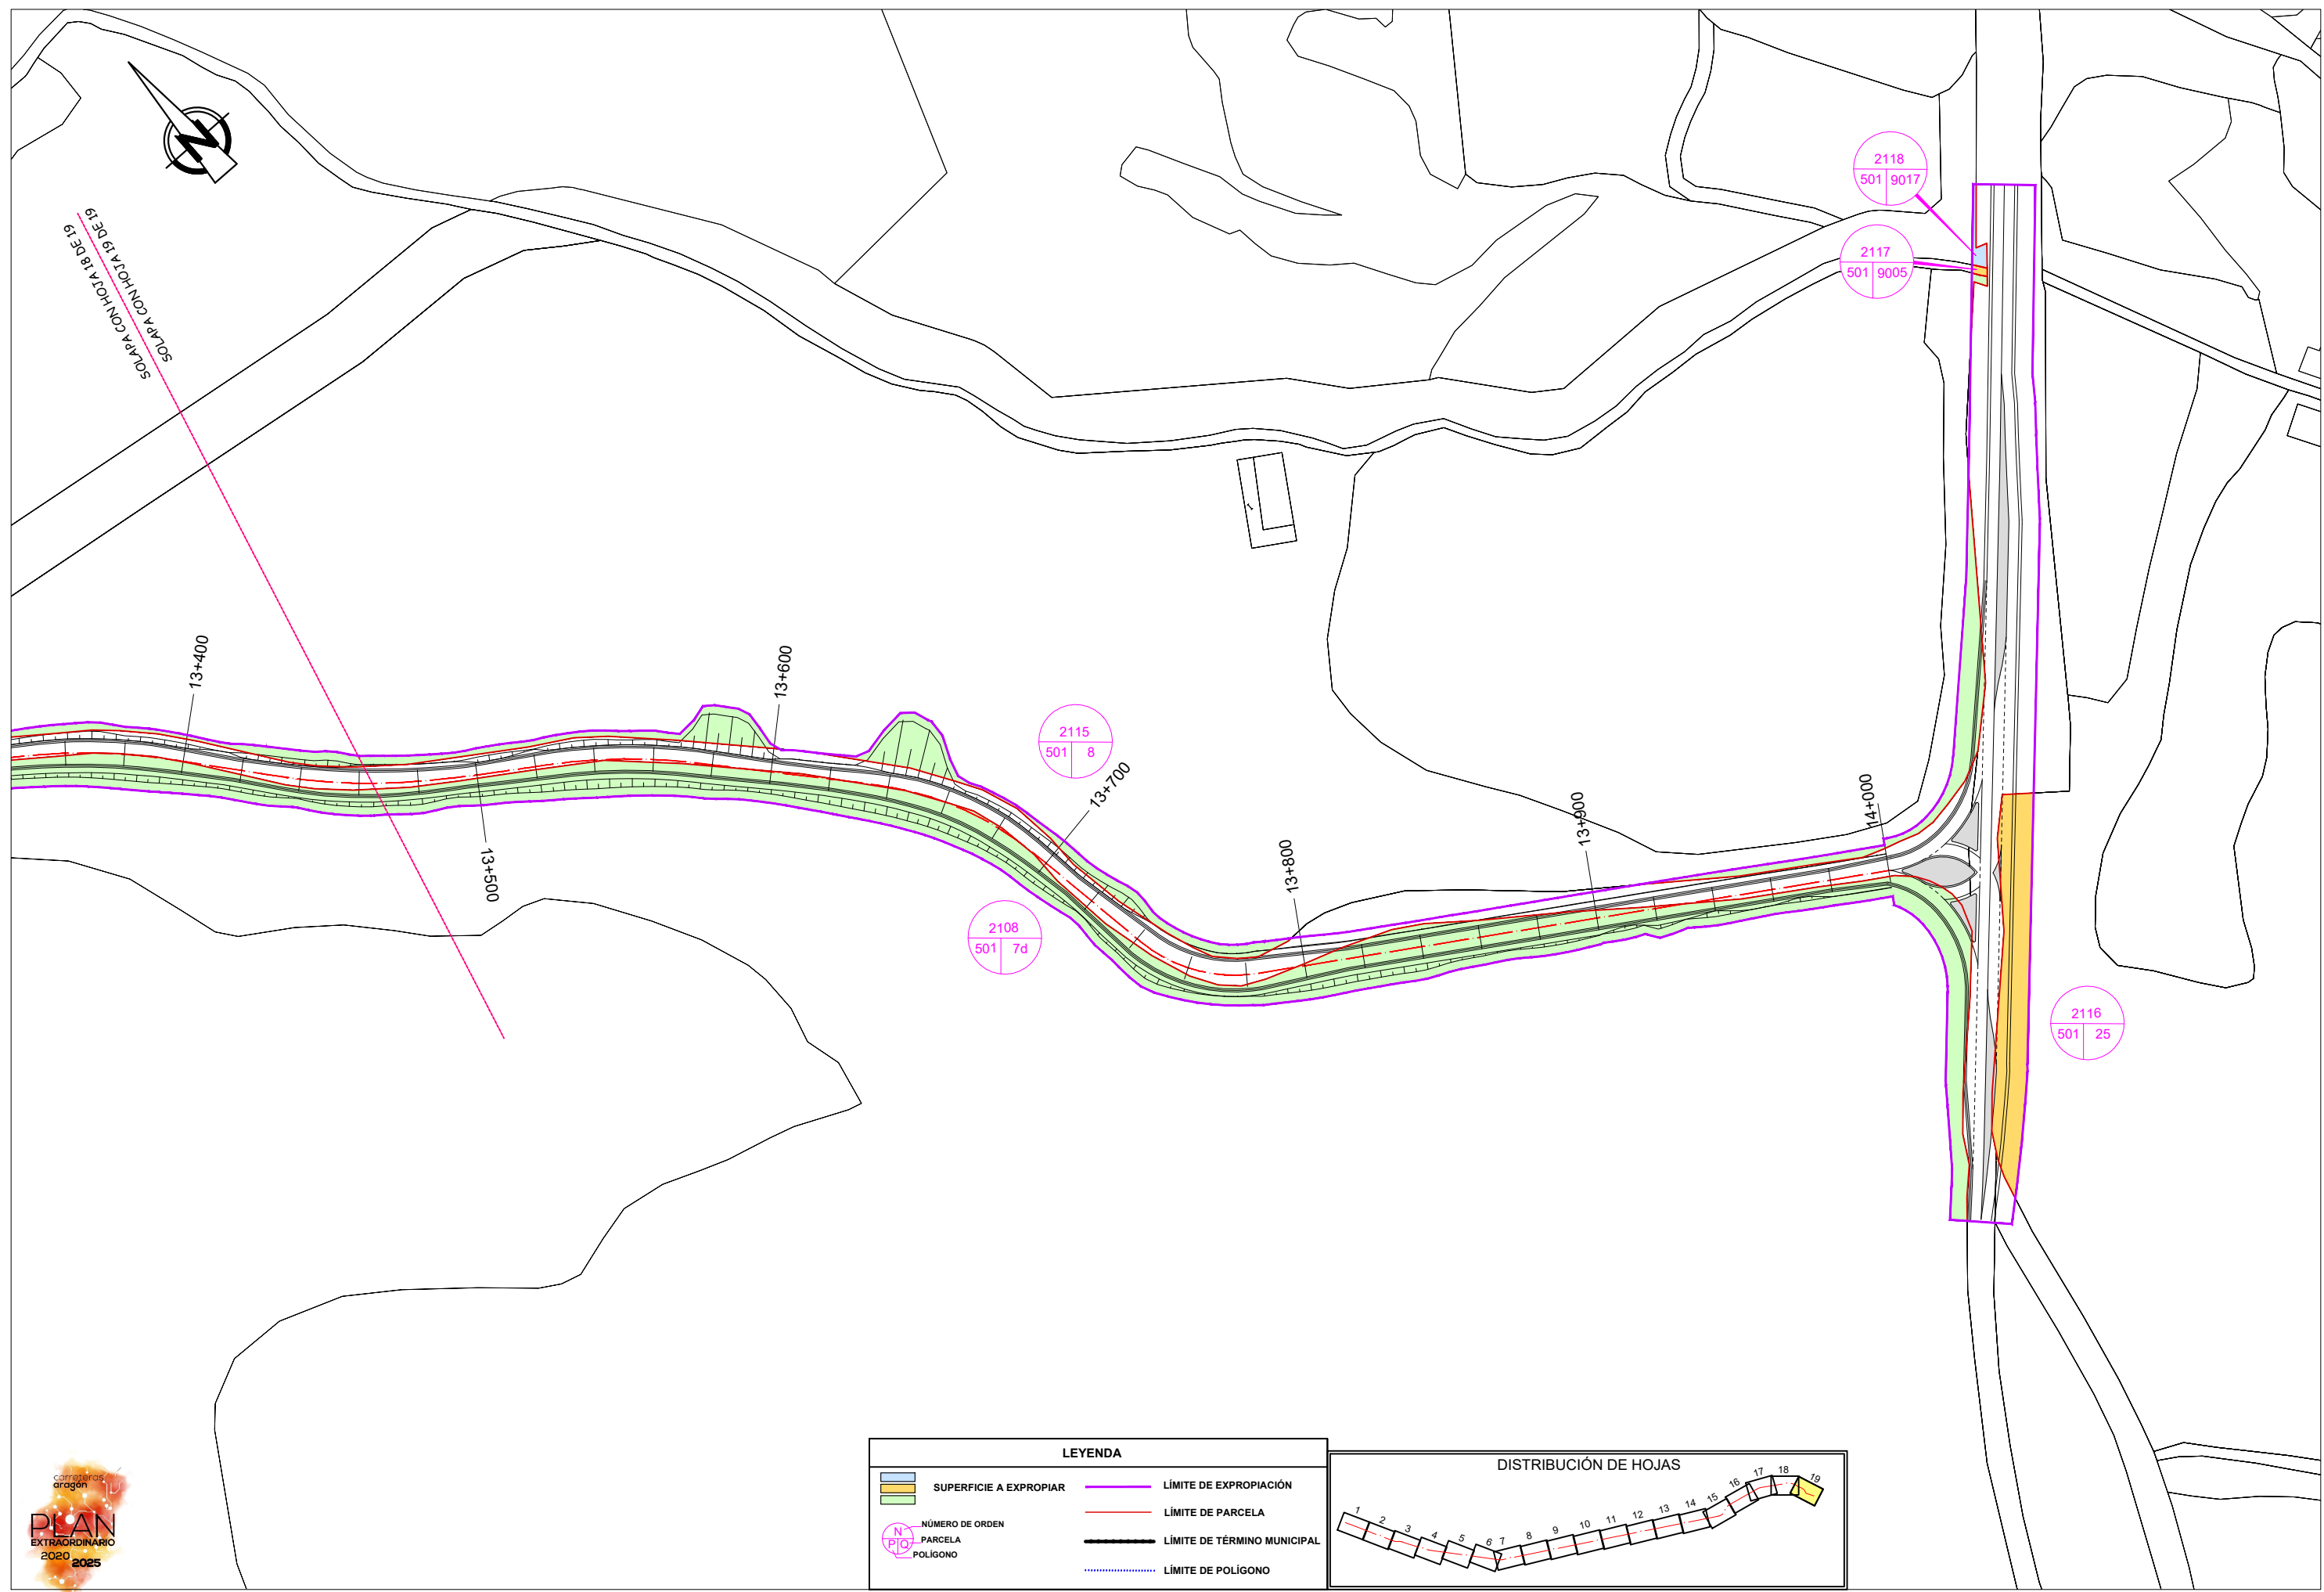 N
SOLAPA CON HOJA 19 DE 19
SOLAPA CON HOJA 18 DE 19
2118
501 9017
2117
501 9005
13+400
13+600
2115
501 8
13+700
13+500
13+800
13+900
14+000
2108
501 7d
2116
501 25
I
LEYENDA
SUPERFICIE A EXPROPIAR
LÍMITE DE EXPROPIACIÓN
LÍMITE DE PARCELA
N
P Q
NÚMERO DE ORDEN
PARCELA
POLÍGONO
LÍMITE DE TÉRMINO MUNICIPAL
LÍMITE DE POLÍGONO
DISTRIBUCIÓN DE HOJAS
1 2 3 4 5 6 7 8 9 10 11 12 13 14 15 16 17 18 19
carreteras
aragón
PLAN
EXTRAORDINARIO
2020
2025